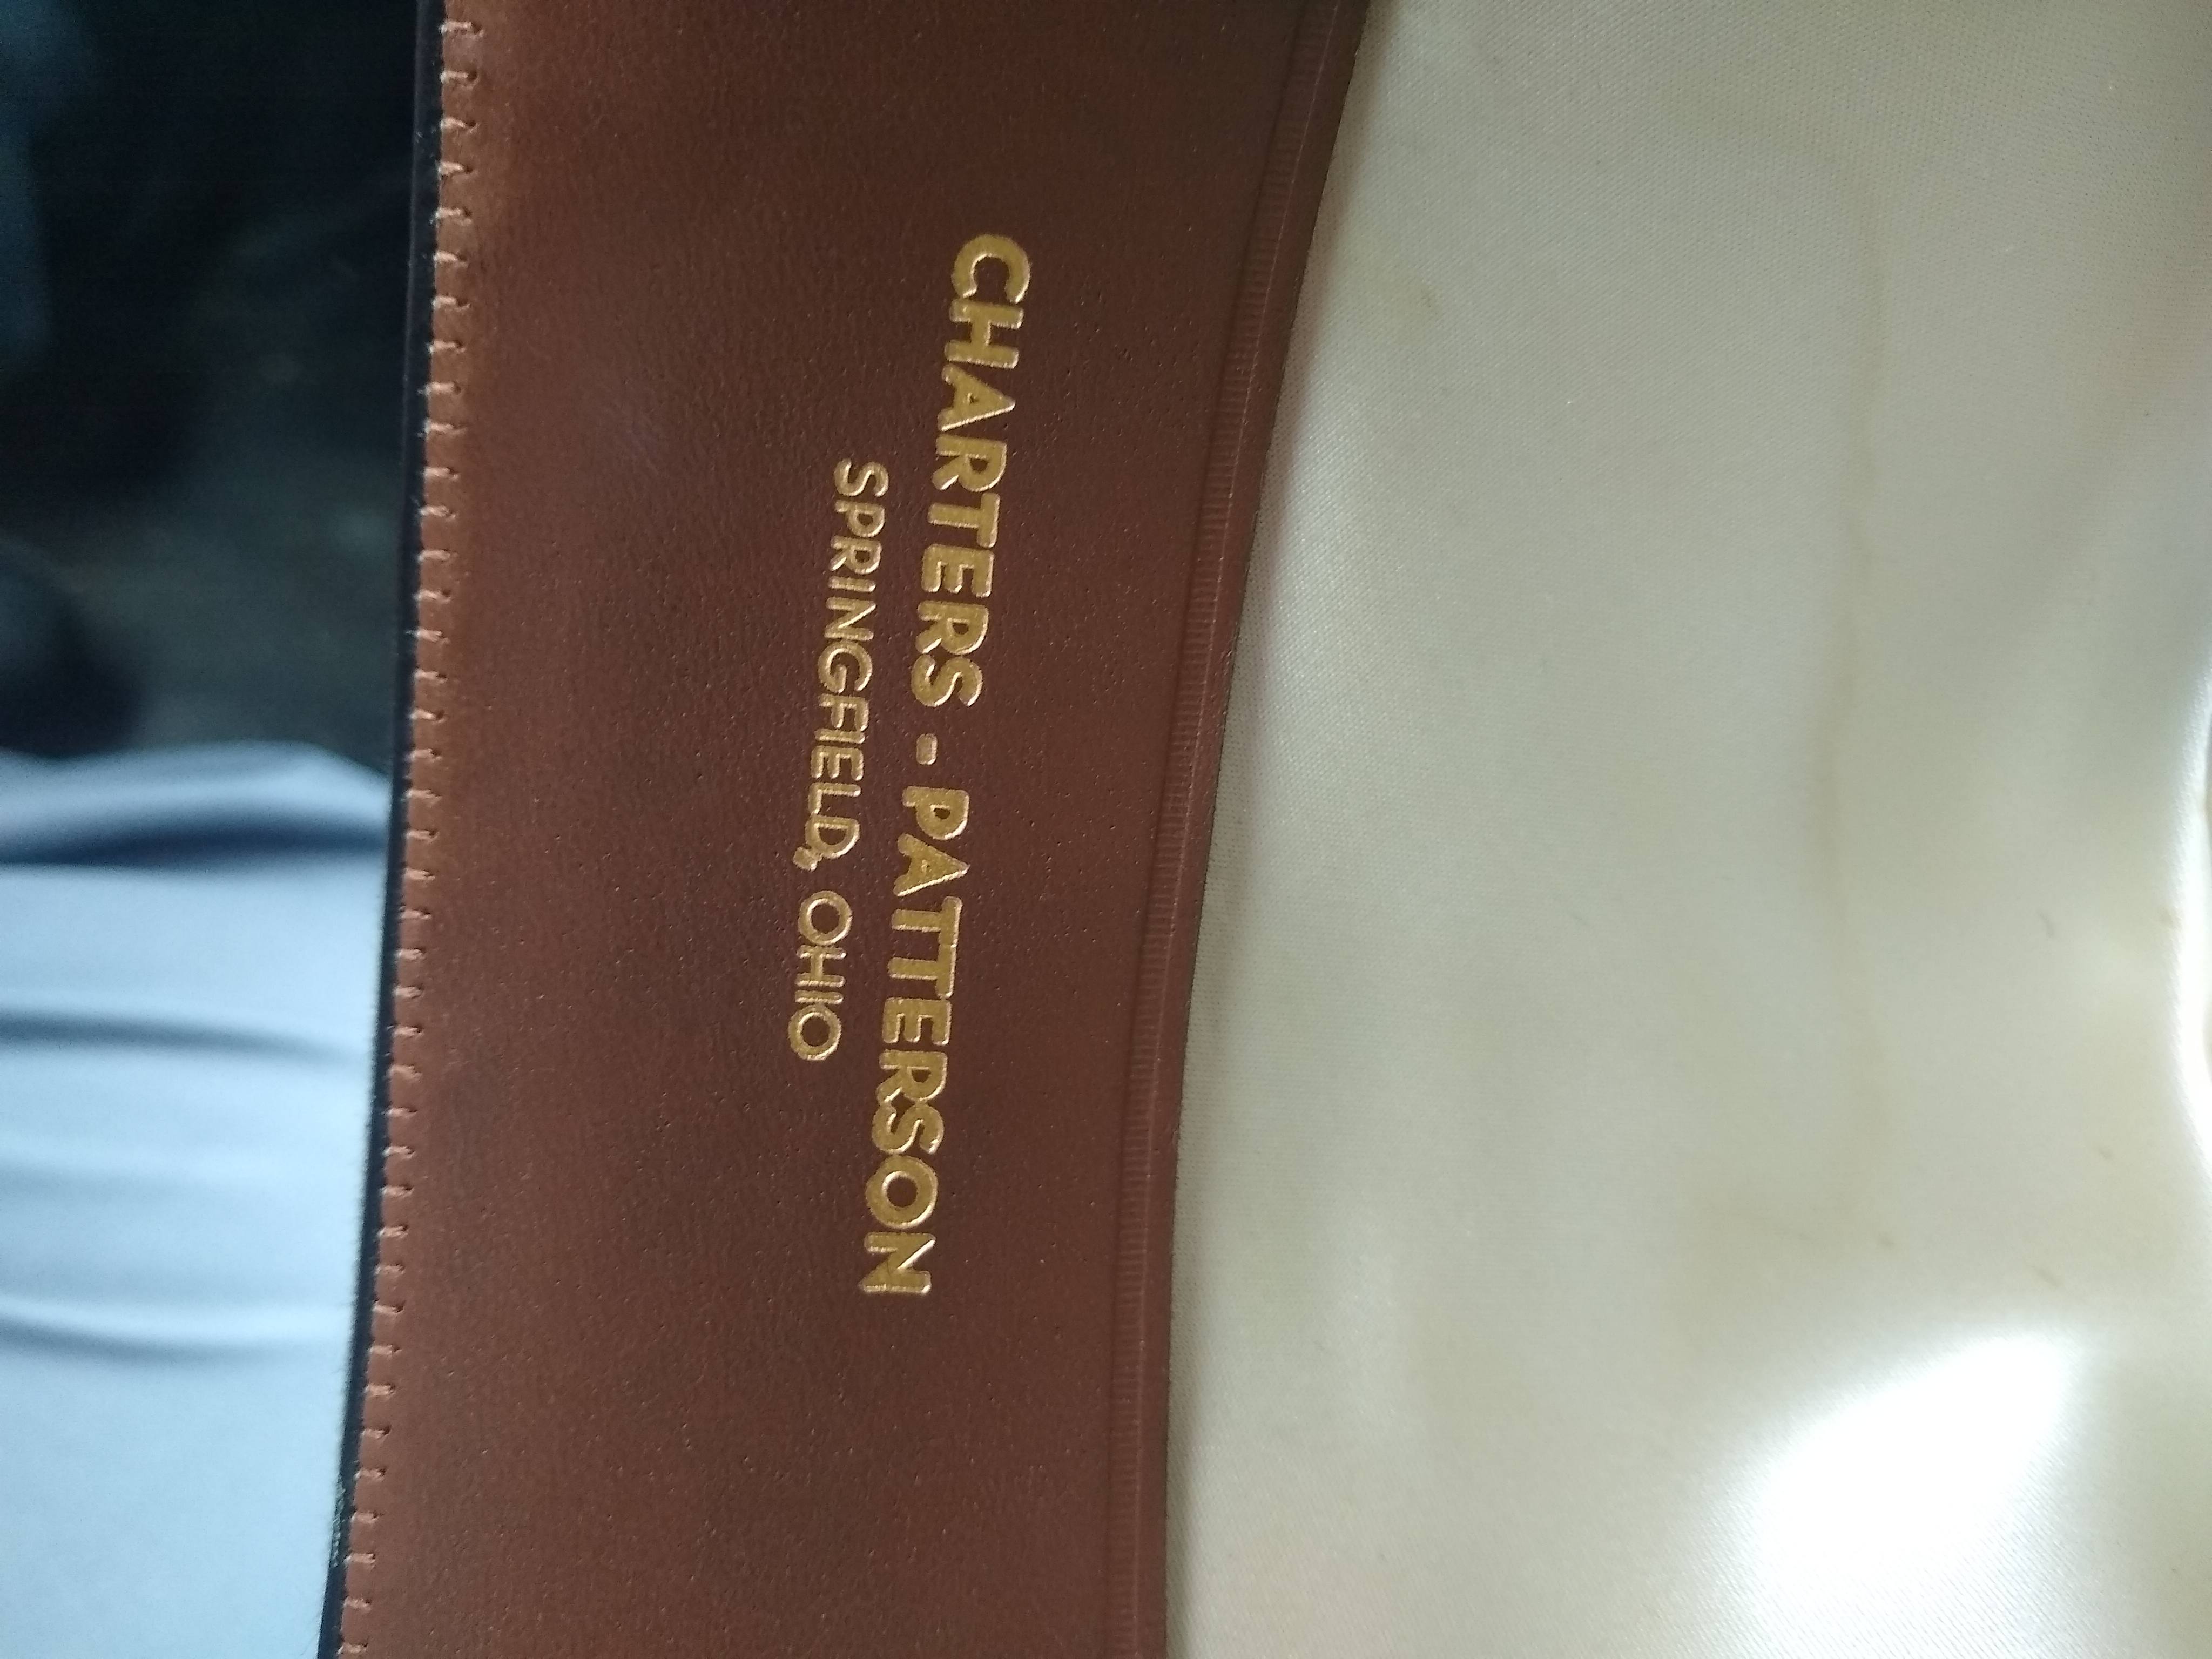 CHARTERS - PATTERSON
SPRINGFIELD, OHIO